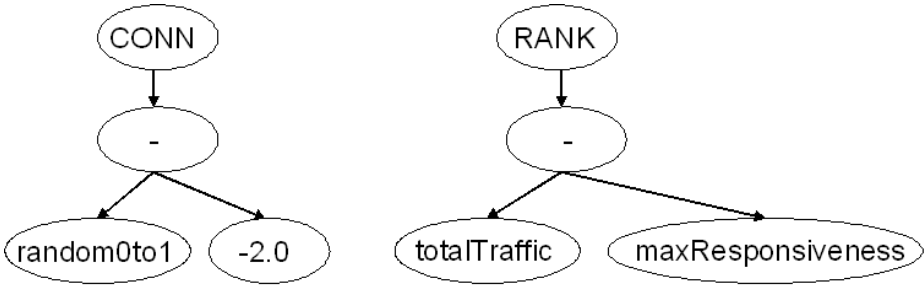 CONN
RANK
-
-
random0to1
-2.0
totalTraffic
maxResponsiveness